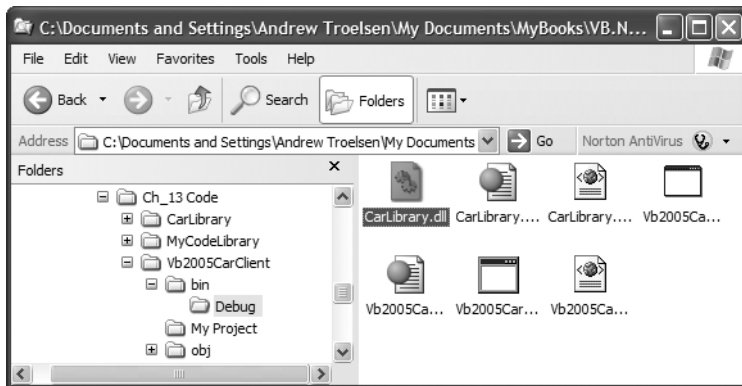 C:\Documents and Settings\Andrew Troelsen\My Documents\MyBooks\VB.N...
File Edit View Favorites Tools Help
Back Search Folders
Address C:\Documents and Settings\Andrew Troelsen\My Documents Go Norton AntiVirus
Folders X
Ch_13 Code
CarLibrary
MyCodeLibrary
Vb2005CarClient
bin
Debug
My Project
obj
CarLibrary.dll CarLibrary.... CarLibrary.... Vb2005Ca...
Vb2005Ca... Vb2005Car... Vb2005Ca...